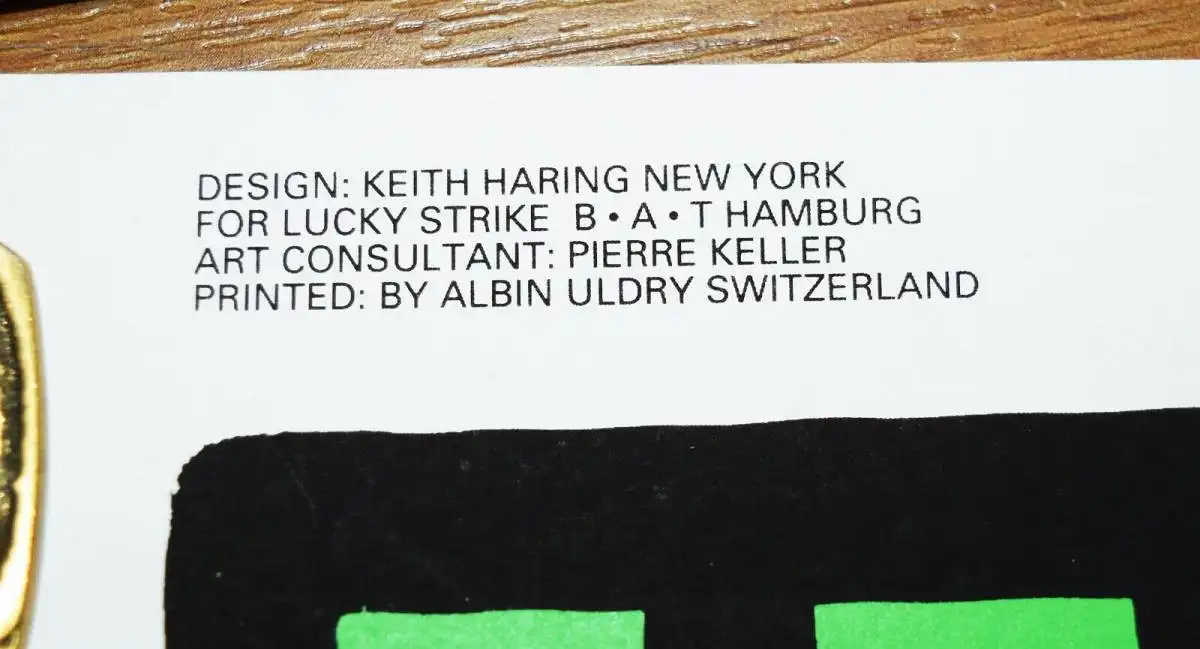 DESIGN: KEITH HARING NEW YORK
FOR LUCKY STRIKE B • A • T HAMBURG
ART CONSULTANT: PIERRE KELLER
PRINTED: BY ALBIN ULDRY SWITZERLAND